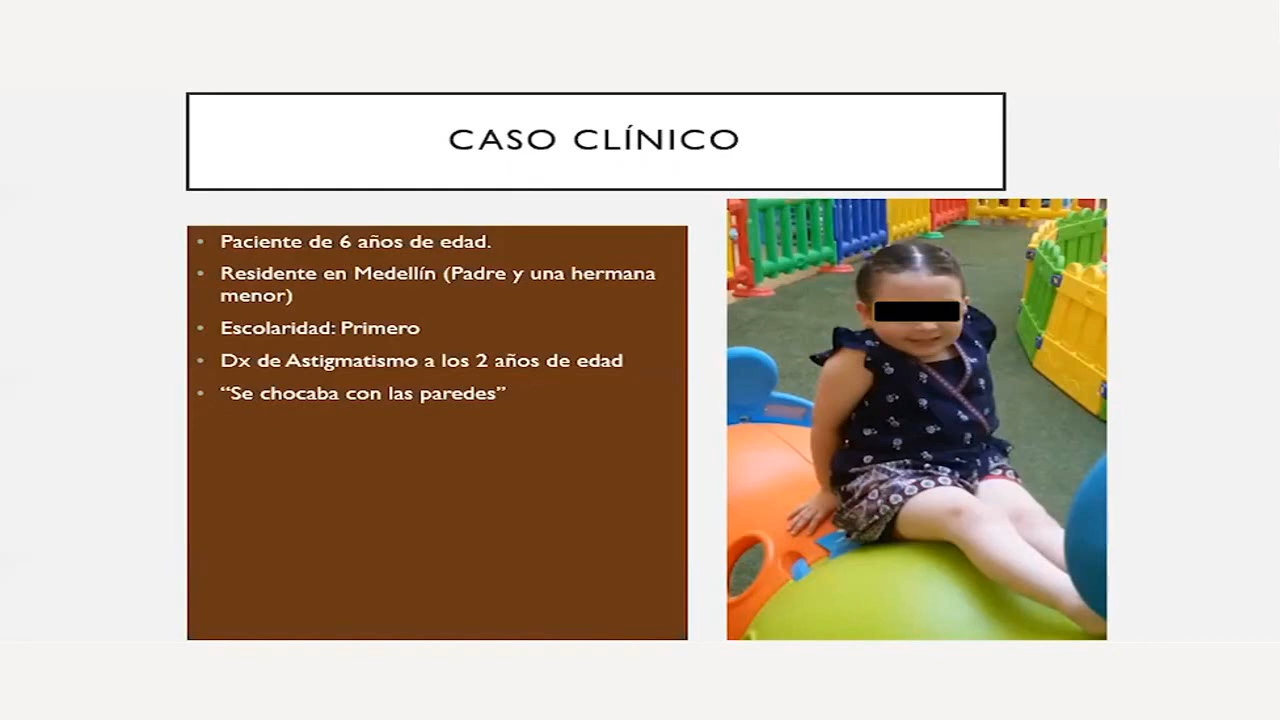 CASO CLÍNICO
• Paciente de 6 años de edad.
• Residente en Medellín (Padre y una hermana
menor)
• Escolaridad: Primero
• Dx de Astigmatismo a los 2 años de edad
• “Se chocaba con las paredes”